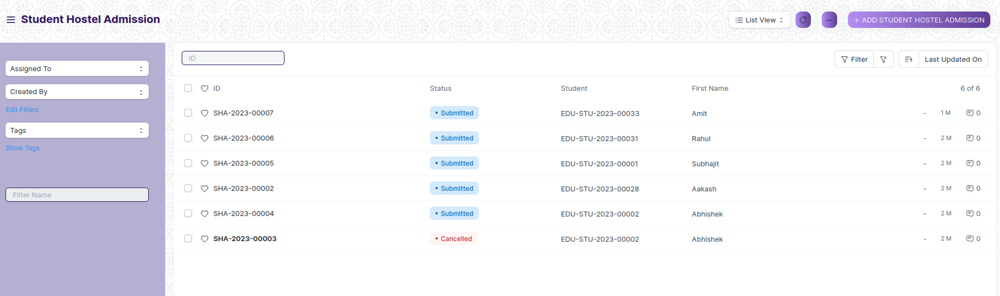 Student Hostel Admission
List View
...
+ ADD STUDENT HOSTEL ADMISSION
Assigned To
Created By
Edit Filters
Tags
Show Tags
Filter Name
ID
Filter
Last Updated On
ID Status Student First Name 6 of 6
SHA-2023-00007 • Submitted EDU-STU-2023-00033 Amit - 1 M 0
SHA-2023-00006 • Submitted EDU-STU-2023-00031 Rahul - 2 M 0
SHA-2023-00005 • Submitted EDU-STU-2023-00001 Subhajit - 2 M 0
SHA-2023-00002 • Submitted EDU-STU-2023-00028 Aakash - 2 M 0
SHA-2023-00004 • Submitted EDU-STU-2023-00002 Abhishek - 2 M 0
SHA-2023-00003 • Cancelled EDU-STU-2023-00002 Abhishek - 2 M 0